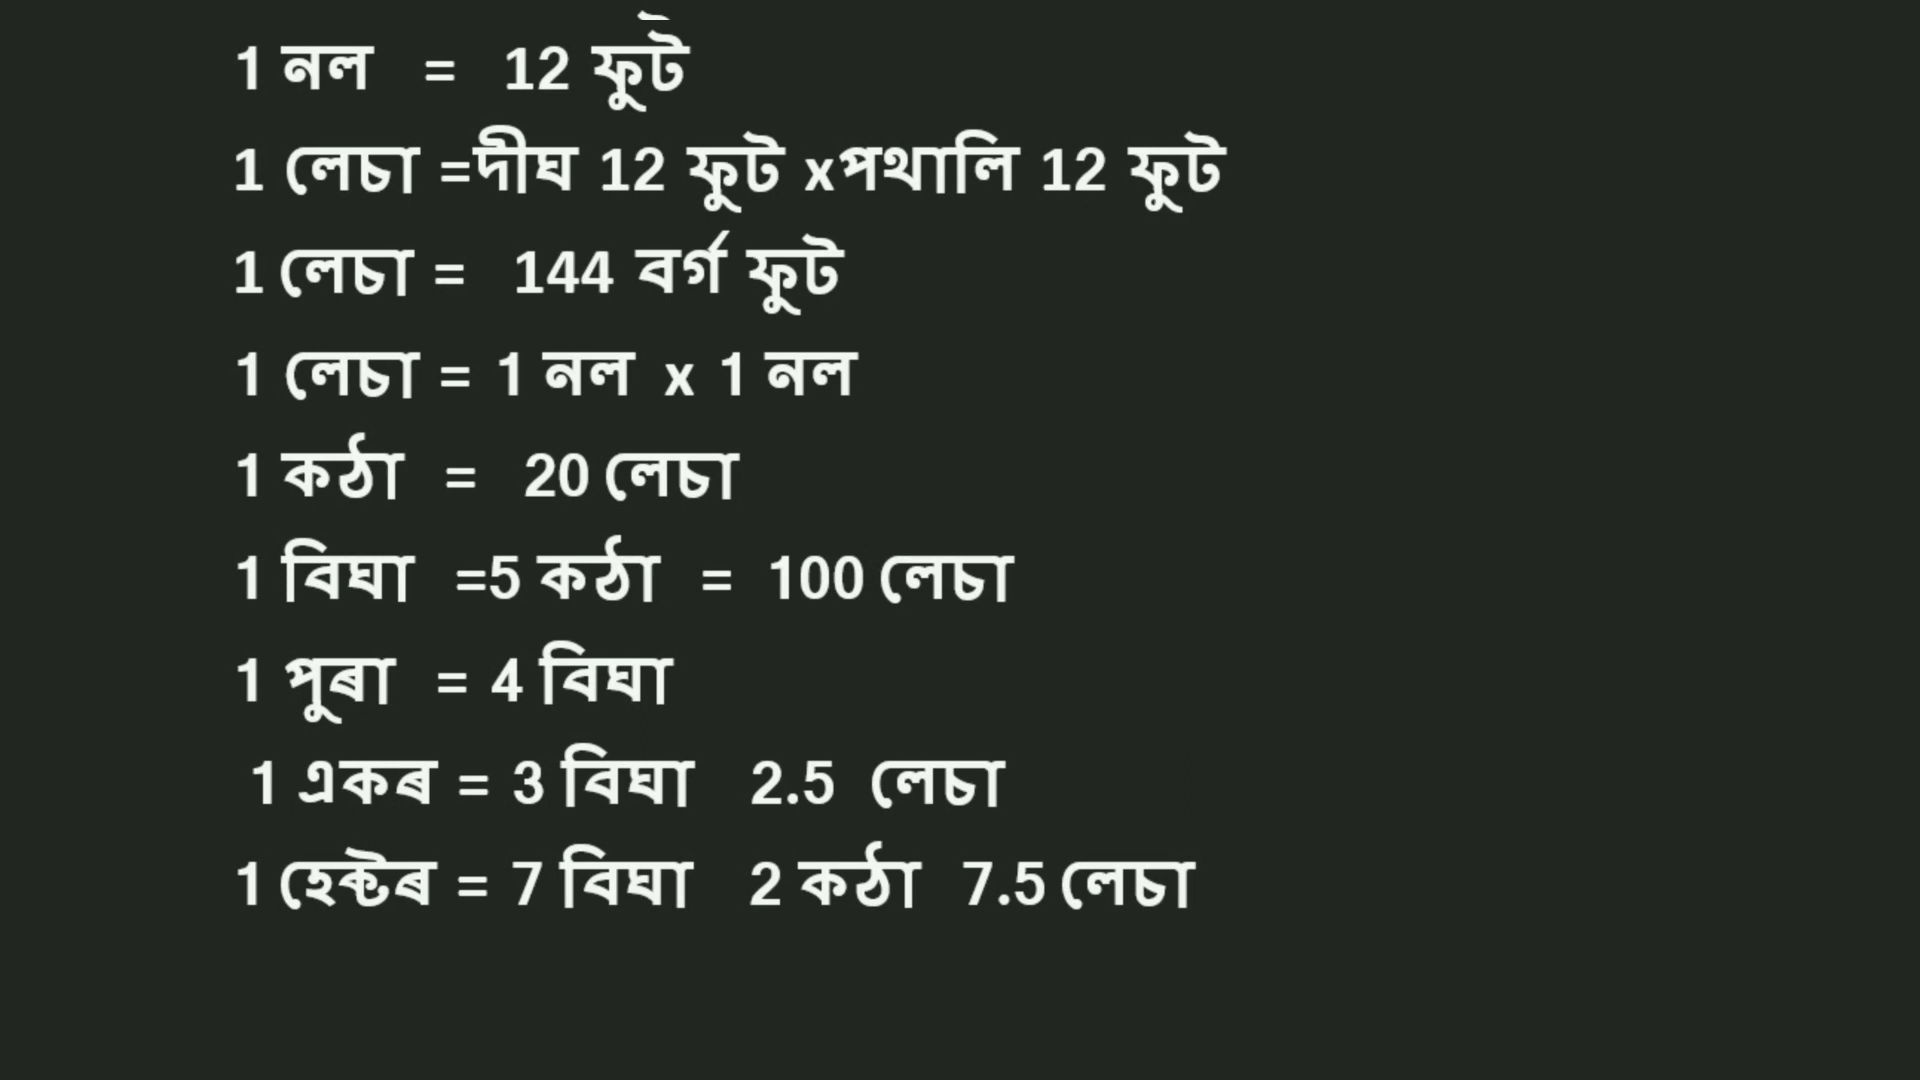 1 নল = 12 ফুট
1 লেচা =দীঘ 12 ফুট xপথালি 12 ফুট
1 লেচা = 144 বৰ্গ ফুট
1 লেচা = 1 নল x 1 নল
1 কঠা = 20 লেচা
1 বিঘা =5 কঠা = 100 লেচা
1 পুৰা = 4 বিঘা
1 একৰ = 3 বিঘা 2.5 লেচা
1 হেক্টৰ = 7 বিঘা 2 কঠা 7.5 লেচা